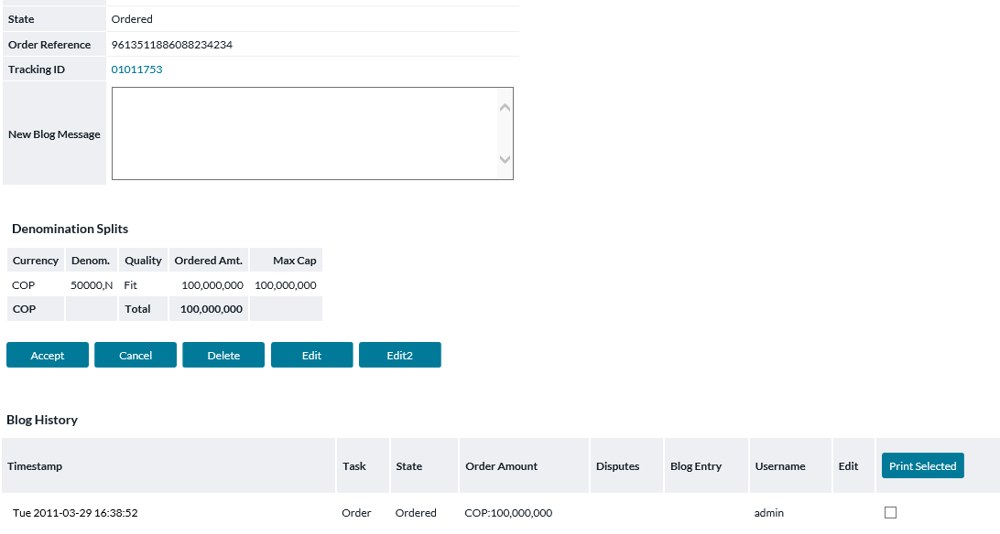 State Ordered
Order Reference 9613511886088234234
Tracking ID 01011753
New Blog Message
Denomination Splits
Currency Denom. Quality Ordered Amt. Max Cap
COP 50000,N Fit 100,000,000 100,000,000
COP Total 100,000,000
Accept Cancel Delete Edit Edit2
Blog History
Timestamp Task State Order Amount Disputes Blog Entry Username Edit Print Selected
Tue 2011-03-29 16:38:52 Order Ordered COP:100,000,000 admin